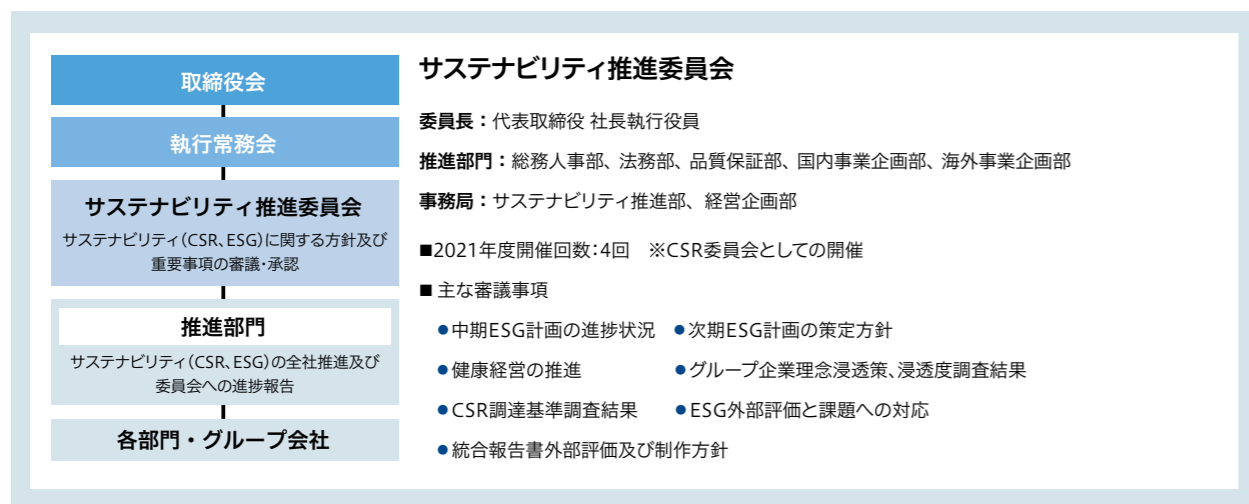 取締役会
執行常務会
サステナビリティ推進委員会
サステナビリティ(CSR、ESG)に関する方針及び
重要事項の審議・承認
推進部門
サステナビリティ(CSR、ESG)の全社推進及び
委員会への進捗報告
各部門・グループ会社
サステナビリティ推進委員会
委員長：代表取締役 社長執行役員
推進部門：総務人事部、法務部、品質保証部、国内事業企画部、海外事業企画部
事務局：サステナビリティ推進部、経営企画部
■2021年度開催回数:4回　※CSR委員会としての開催
■ 主な審議事項
●中期ESG計画の進捗状況　●次期ESG計画の策定方針
●健康経営の推進　●グループ企業理念浸透策、浸透度調査結果
●CSR調達基準調査結果　●ESG外部評価と課題への対応
●統合報告書外部評価及び制作方針